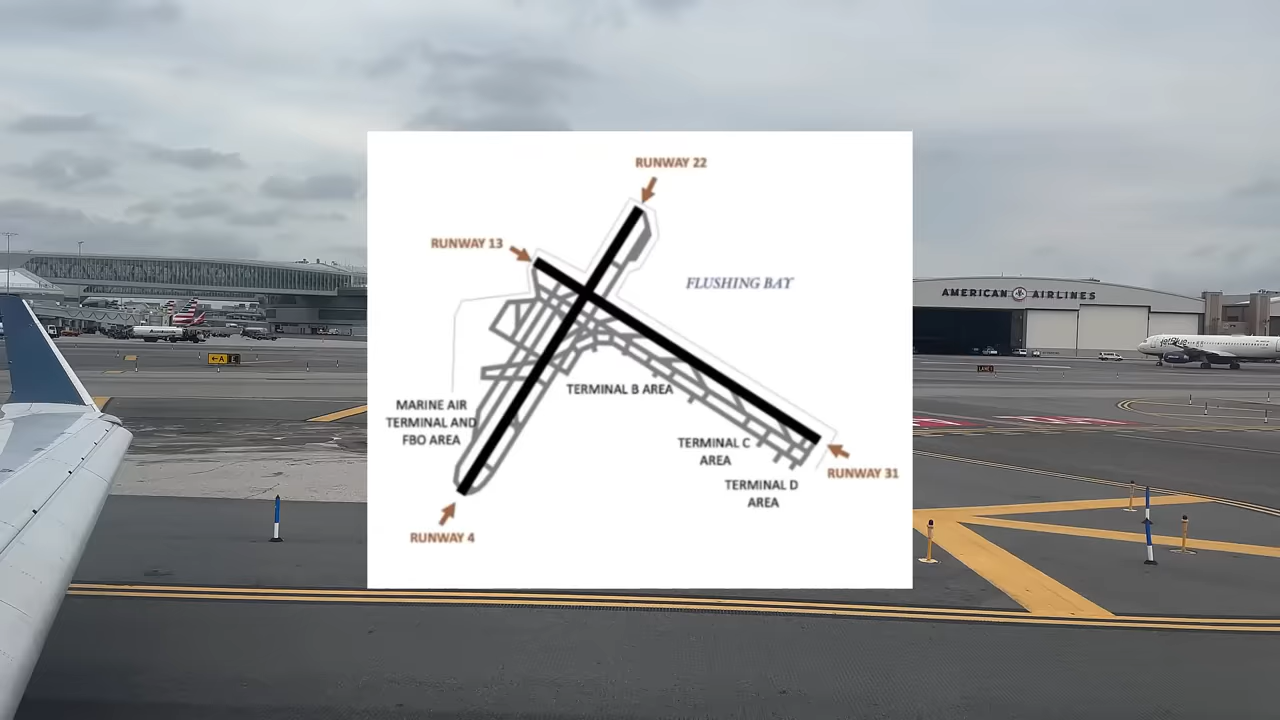 RUNWAY 22
RUNWAY 13
FLUSHING BAY
AMERICAN AIRLINES
jetBlue
A E
TERMINAL B AREA
MARINE AIR
TERMINAL AND
FBO AREA
TERMINAL C
AREA
RUNWAY 31
TERMINAL D
AREA
RUNWAY 4